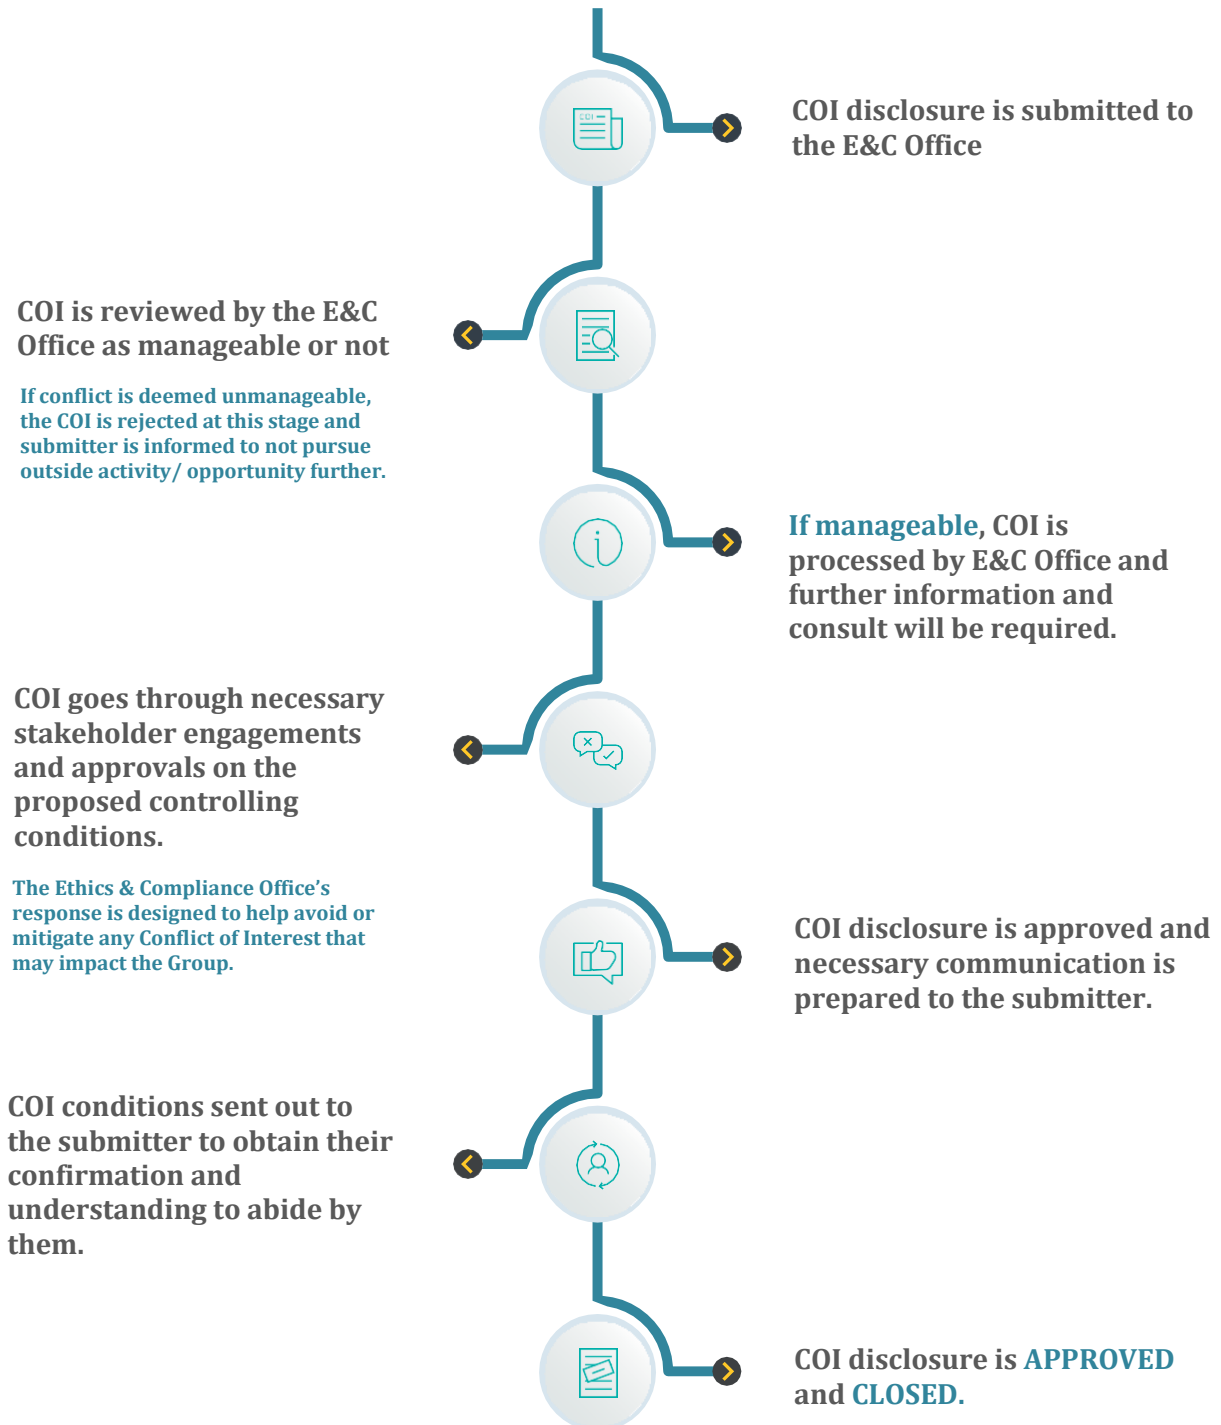 COI
COI disclosure is submitted to
the E&C Office
COI is reviewed by the E&C
Office as manageable or not
If conflict is deemed unmanageable,
the COI is rejected at this stage and
submitter is informed to not pursue
outside activity/ opportunity further.
If manageable, COI is
processed by E&C Office and
further information and
consult will be required.
COI goes through necessary
stakeholder engagements
and approvals on the
proposed controlling
conditions.
The Ethics & Compliance Office’s
response is designed to help avoid or
mitigate any Conflict of Interest that
may impact the Group.
COI disclosure is approved and
necessary communication is
prepared to the submitter.
COI conditions sent out to
the submitter to obtain their
confirmation and
understanding to abide by
them.
COI disclosure is APPROVED
and CLOSED.